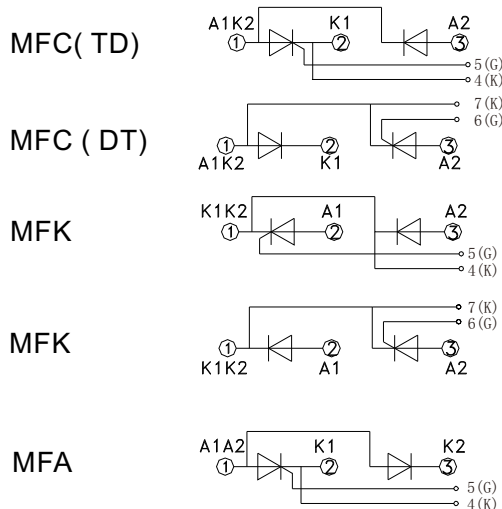 MFC( TD)
A1K2 K1 A2
1 2 3
5(G)
4(K)
MFC ( DT)
7(K)
6(G)
1 2 3
A1K2 K1 A2
MFK
K1K2 A1 A2
1 2 3
5(G)
4(K)
MFK
7(K)
6(G)
1 2 3
K1K2 A1 A2
MFA
A1A2 K1 K2
1 2 3
5(G)
4(K)